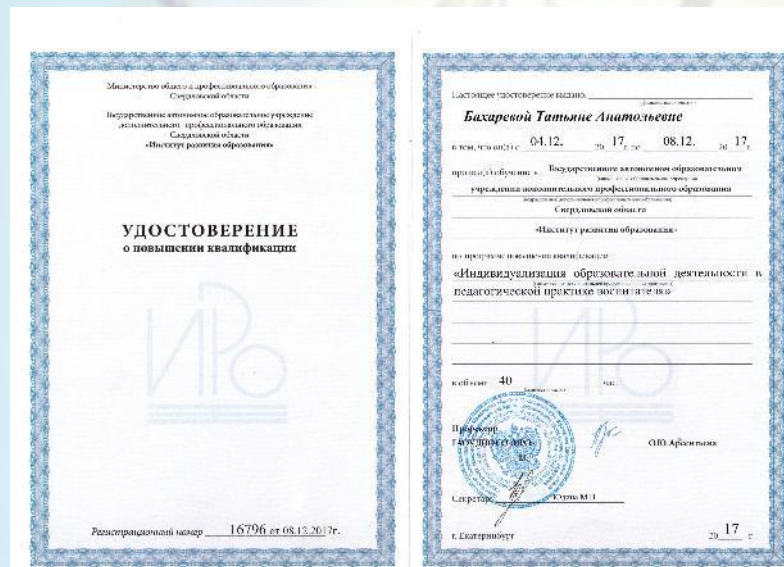 Министерство общего и профессионального образования
Свердловской области
Государственное автономное образовательное учреждение
дополнительного профессионального образования
Свердловской области
«Институт развития образования»
УДОСТОВЕРЕНИЕ
о повышении квалификации
ИРО
Регистрационный номер 16796 от 08.12.2017г.
Настоящее удостоверение выдано
Бахаревой Татьяне Анатольевне
в том, что он(а) с 04.12. 20 17 г. по 08.12. 20 17 г.
прошел(а) обучение в Государственном автономном образовательном
учреждении дополнительного профессионального образования
Свердловской области
«Институт развития образования»
по программе повышения квалификации
«Индивидуализация образовательной деятельности в
педагогической практике воспитателя»
ИРО
в объеме 40 час.
Секретарь
г. Екатеринбург 20 17 г.